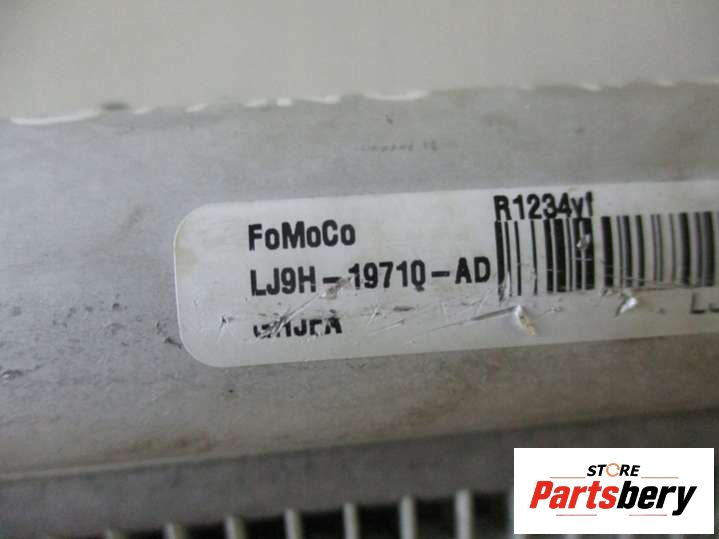 FoMoCo
R1234yf
LJ9H-19710-AD
STORE
Partsbery